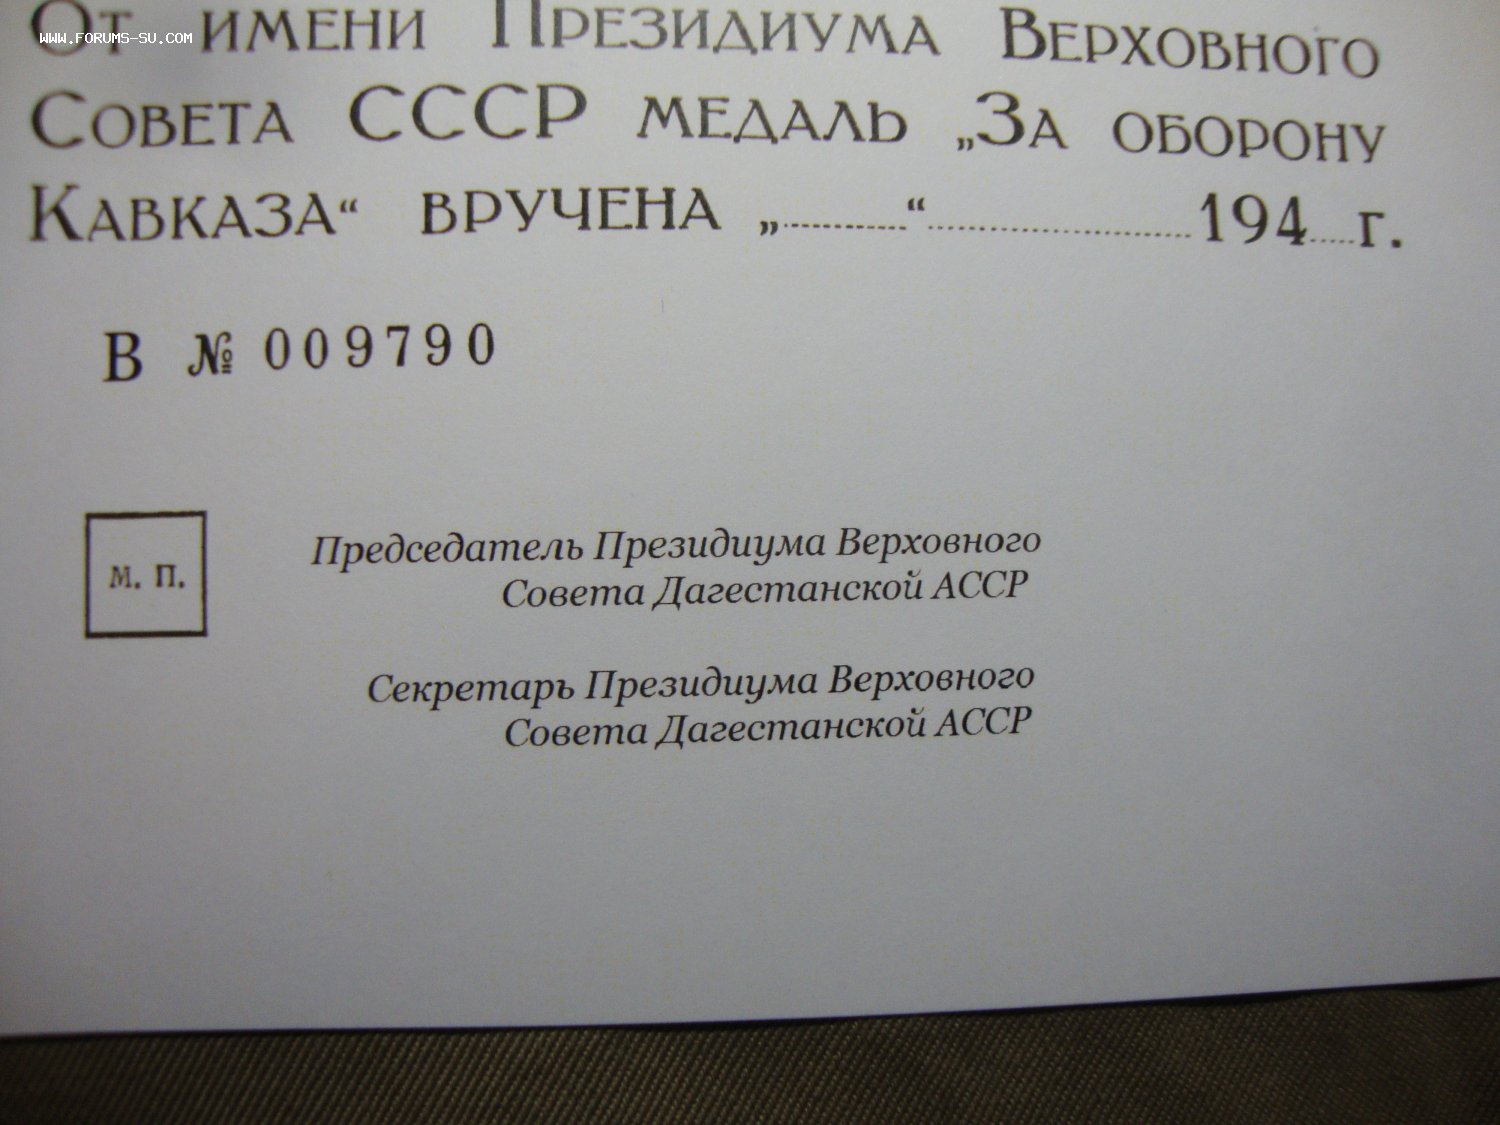 WWW.FORUMS-SU.COM
От имени Президиума Верховного
Совета СССР медаль „За оборону
Кавказа“ вручена „..........“.......................194....г.
В № 009790
М. П.
Председатель Президиума Верховного
Совета Дагестанской АССР
Секретарь Президиума Верховного
Совета Дагестанской АССР